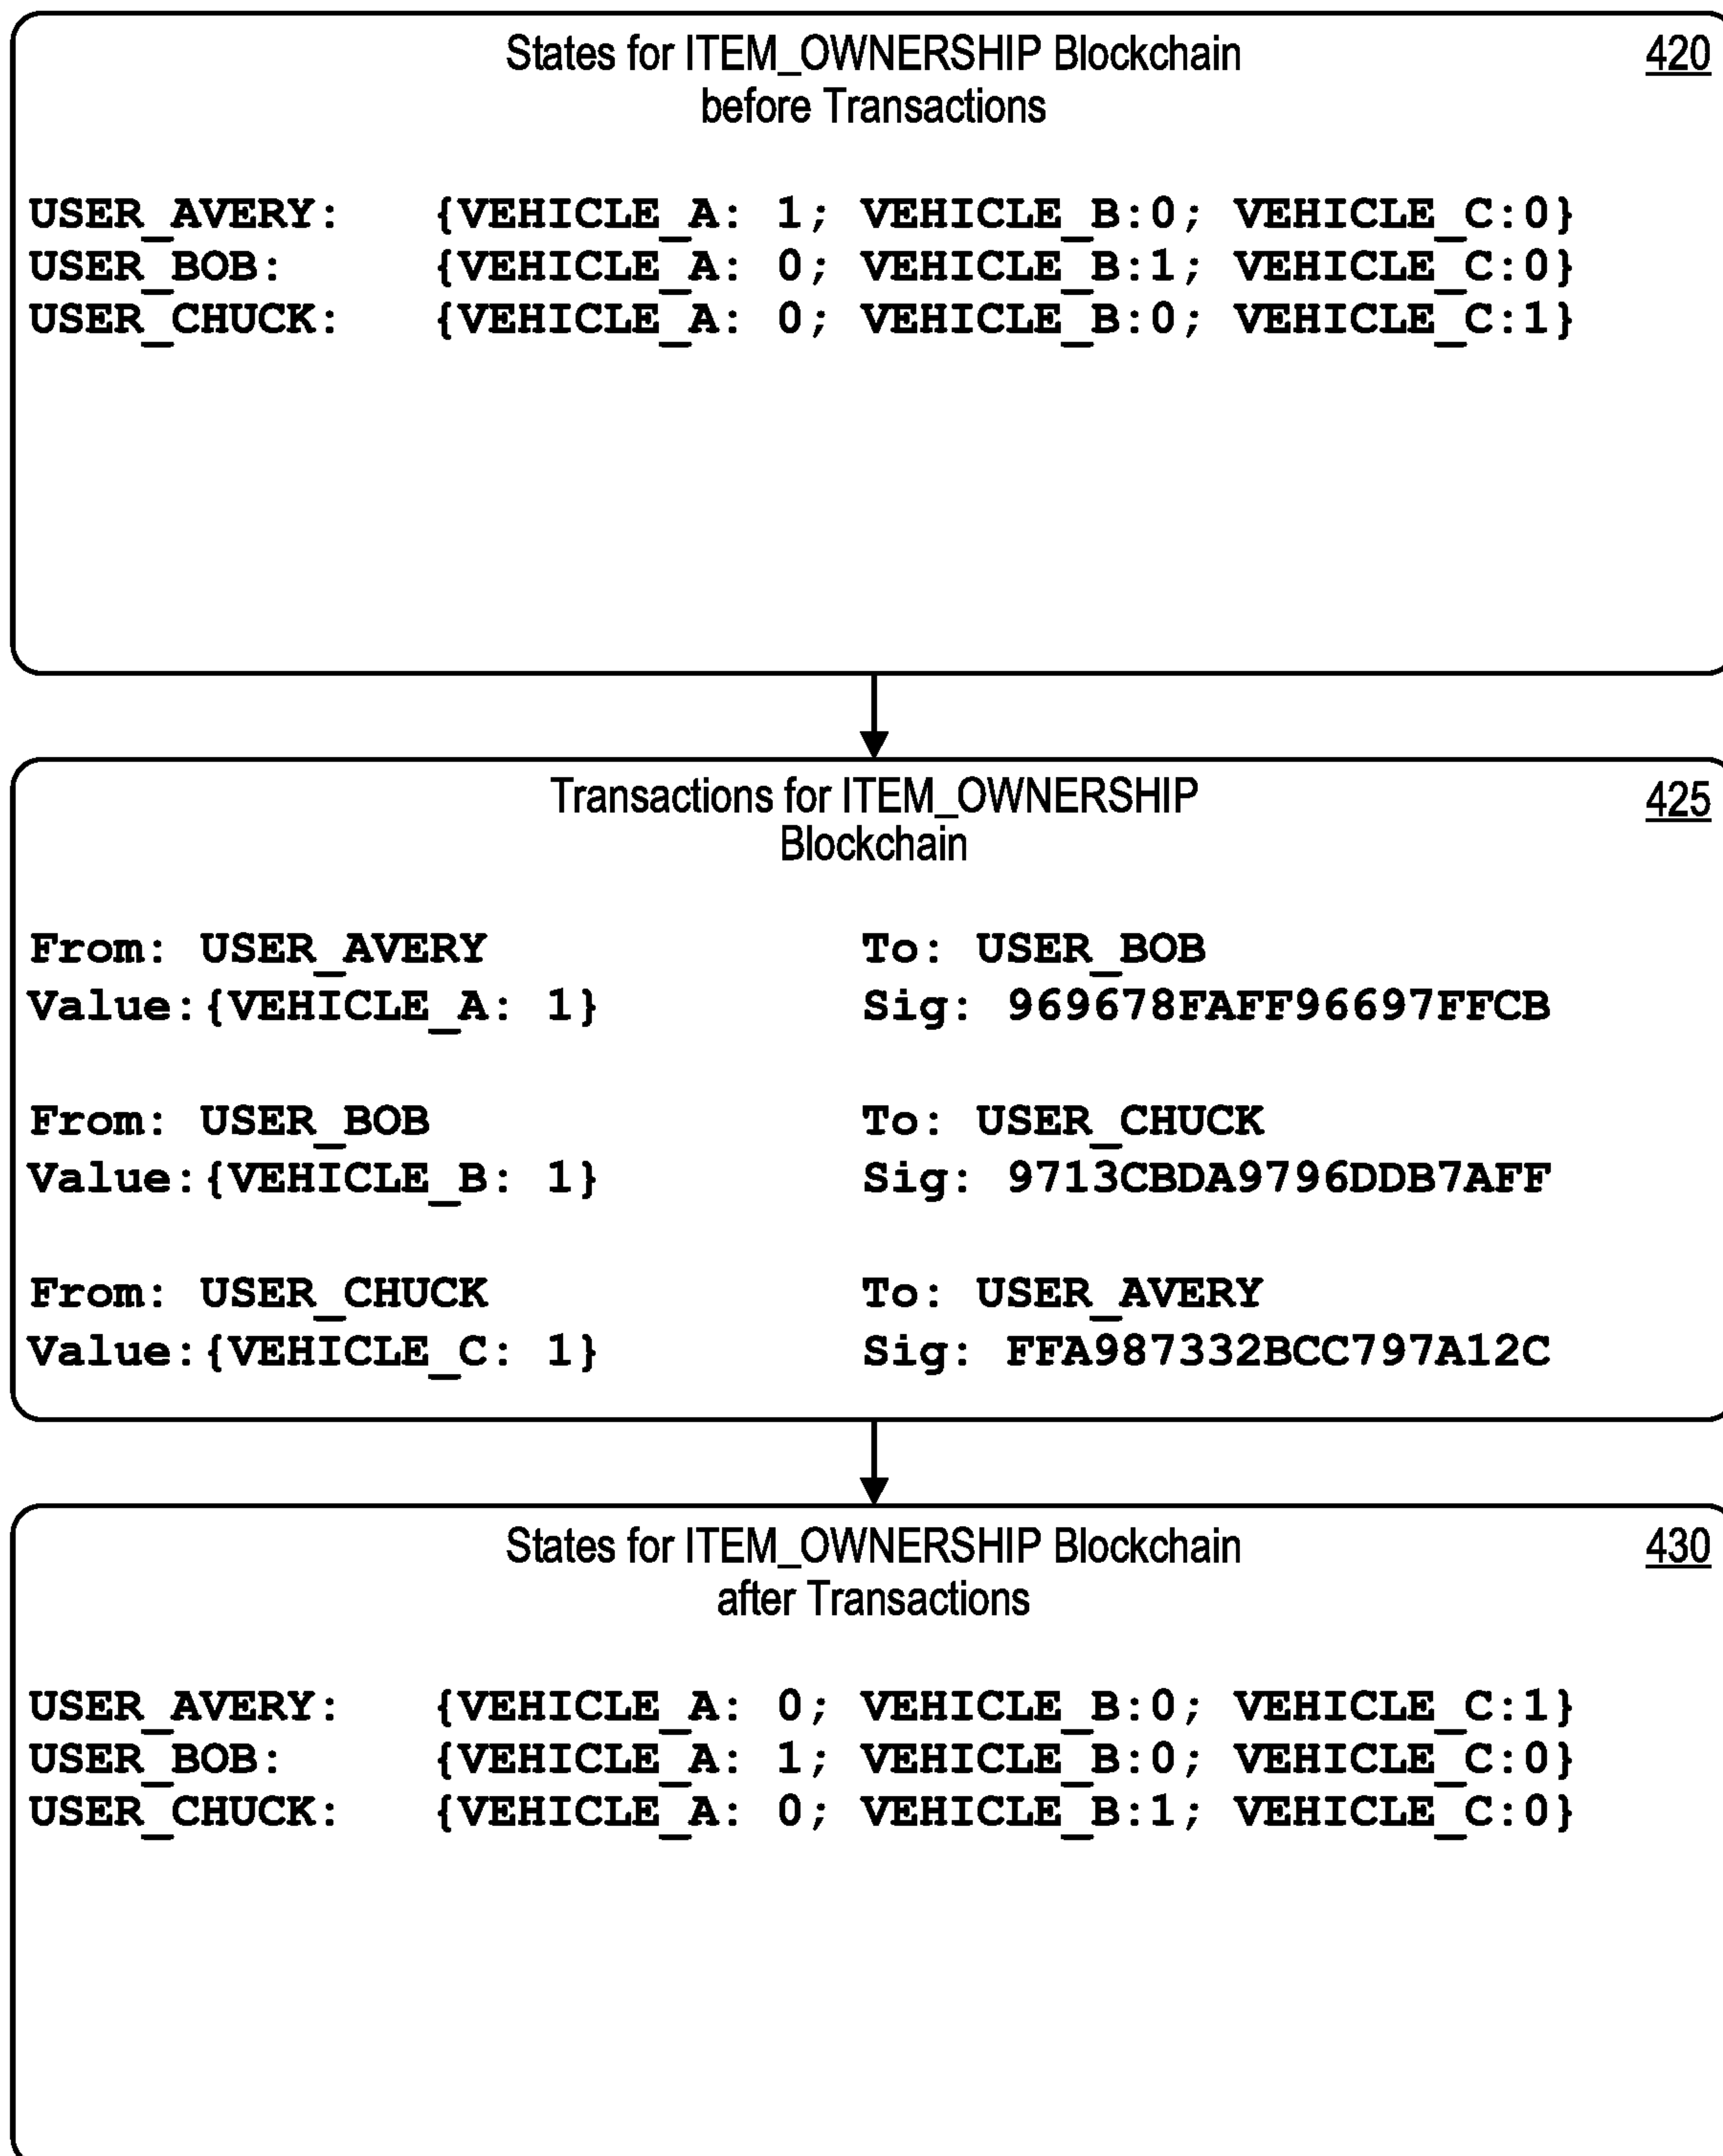 States for ITEM_OWNERSHIP Blockchain 420
before Transactions
USER_AVERY: {VEHICLE_A: 1; VEHICLE_B:0; VEHICLE_C:0}
USER_BOB: {VEHICLE_A: 0; VEHICLE_B:1; VEHICLE_C:0}
USER_CHUCK: {VEHICLE_A: 0; VEHICLE_B:0; VEHICLE_C:1}
Transactions for ITEM_OWNERSHIP 425
Blockchain
From: USER_AVERY To: USER_BOB
Value:{VEHICLE_A: 1} Sig: 969678FAFF96697FFCB
From: USER_BOB To: USER_CHUCK
Value:{VEHICLE_B: 1} Sig: 9713CBDA9796DDB7AFF
From: USER_CHUCK To: USER_AVERY
Value:{VEHICLE_C: 1} Sig: FFA987332BCC797A12C
States for ITEM_OWNERSHIP Blockchain 430
after Transactions
USER_AVERY: {VEHICLE_A: 0; VEHICLE_B:0; VEHICLE_C:1}
USER_BOB: {VEHICLE_A: 1; VEHICLE_B:0; VEHICLE_C:0}
USER_CHUCK: {VEHICLE_A: 0; VEHICLE_B:1; VEHICLE_C:0}